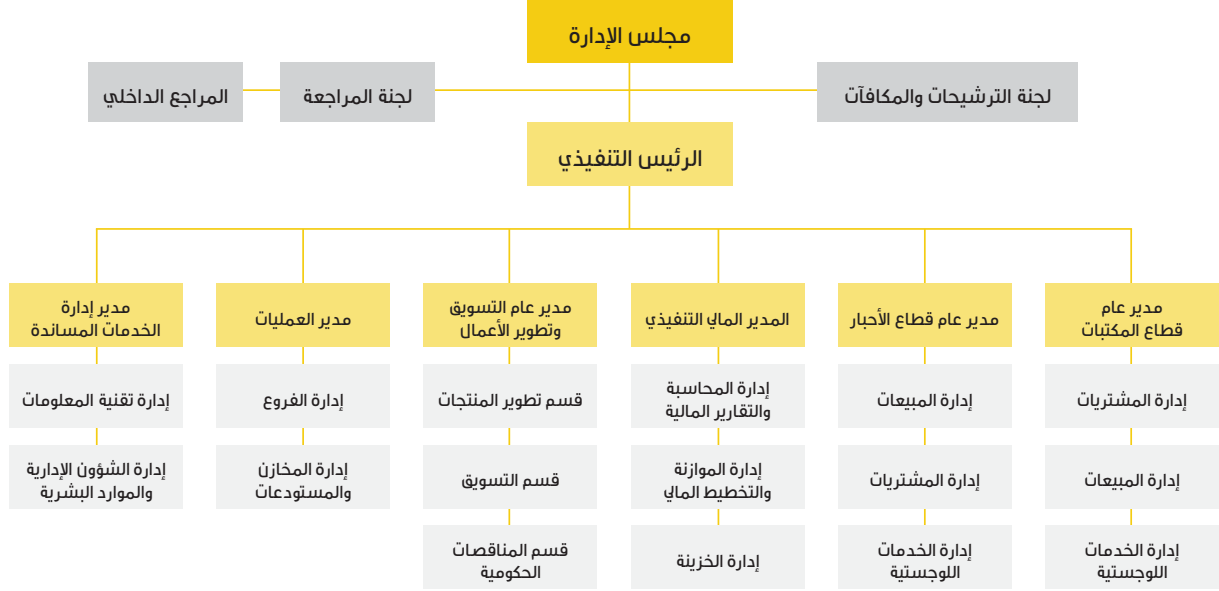 مجلس الإدارة
لجنة الترشيحات والمكافآت
لجنة المراجعة
المراجع الداخلي
الرئيس التنفيذي
مدير عام
قطاع المكتبات
مدير عام قطاع الأحبار
المدير المالي التنفيذي
مدير عام التسويق
وتطوير الأعمال
مدير العمليات
مدير إدارة
الخدمات المساندة
إدارة المشتريات
إدارة المبيعات
إدارة المحاسبة
والتقارير المالية
قسم تطوير المنتجات
إدارة الفروع
إدارة تقنية المعلومات
إدارة المبيعات
إدارة المشتريات
إدارة الموازنة
والتخطيط المالي
قسم التسويق
إدارة المخازن
والمستودعات
إدارة الشؤون الإدارية
والموارد البشرية
إدارة الخدمات
اللوجستية
إدارة الخدمات
اللوجستية
إدارة الخزينة
قسم المناقصات
الحكومية